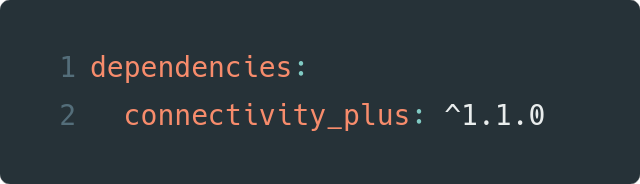 1 dependencies:
2   connectivity_plus: ^1.1.0